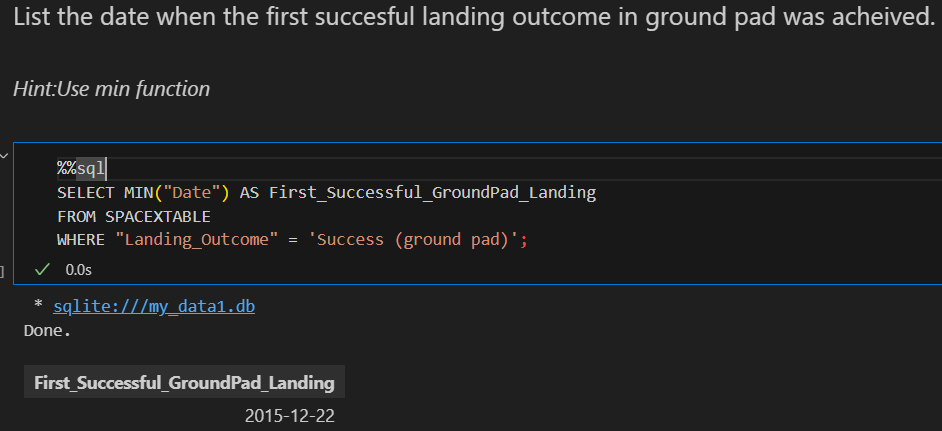 List the date when the first succesful landing outcome in ground pad was acheived.
Hint:Use min function
%%sql
SELECT MIN("Date") AS First_Successful_GroundPad_Landing
FROM SPACEXTABLE
WHERE "Landing_Outcome" = 'Success (ground pad)';
] ✓ 0.0s
* sqlite:///my_data1.db
Done.
First_Successful_GroundPad_Landing
2015-12-22